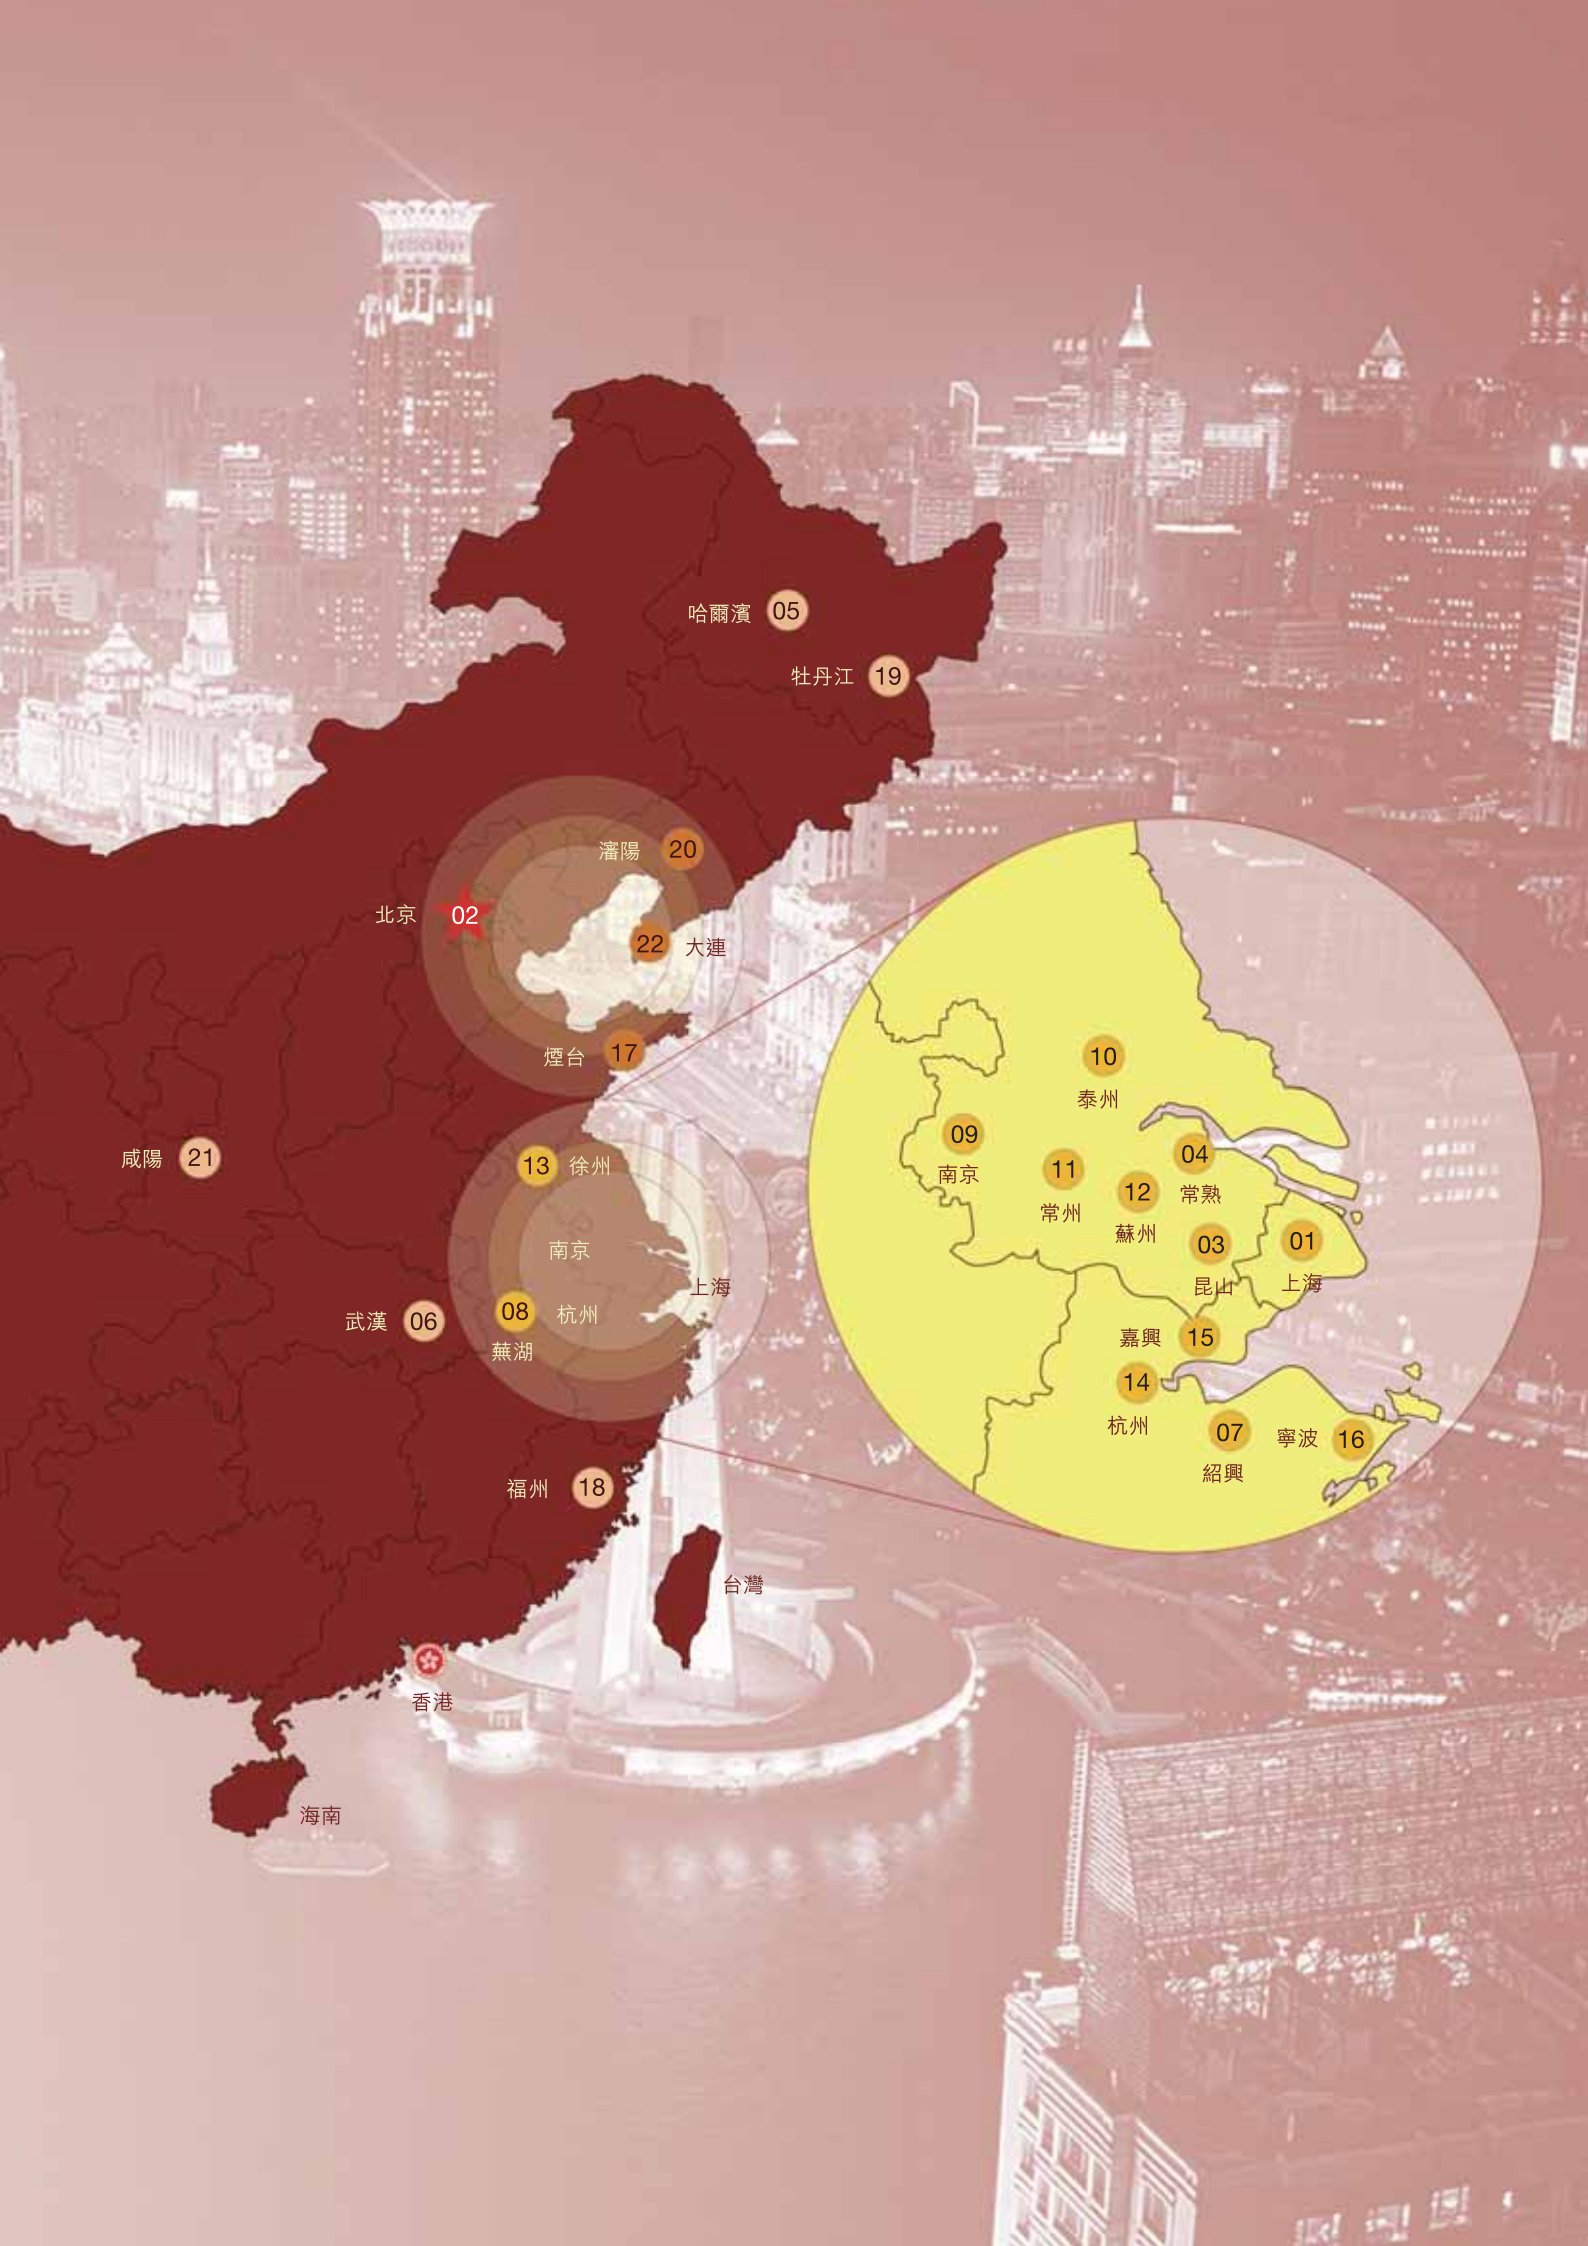 哈爾濱 05
牡丹江 19
瀋陽 20
北京 02
22 大連
煙台 17
咸陽 21
13 徐州
南京
上海
武漢 06
08 杭州
蕪湖
福州 18
台灣
香港
海南
10
泰州
09
南京
11
常州
04
常熟
12
蘇州
03
昆山
01
上海
嘉興 15
14
杭州
07
紹興
寧波 16